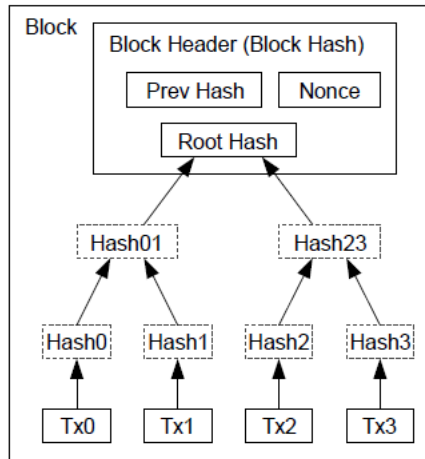 Block
Block Header (Block Hash)
Prev Hash
Nonce
Root Hash
Hash01
Hash23
Hash0
Hash1
Hash2
Hash3
Tx0
Tx1
Tx2
Tx3